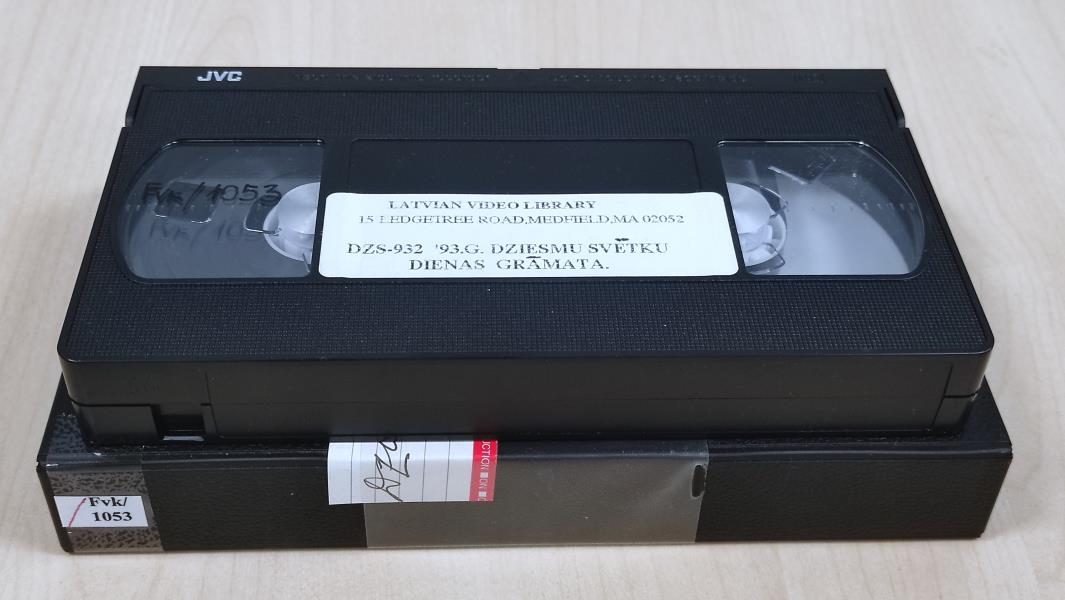 JVC
Fvk/1053
LATVIAN VIDEO LIBRARY
15 LEDGETREE ROAD,MEDFIELD,MA 02052
DZS-932 '93.G. DZIESMU SVĒTKU
DIENAS GRĀMATA.
Fvk/
1053